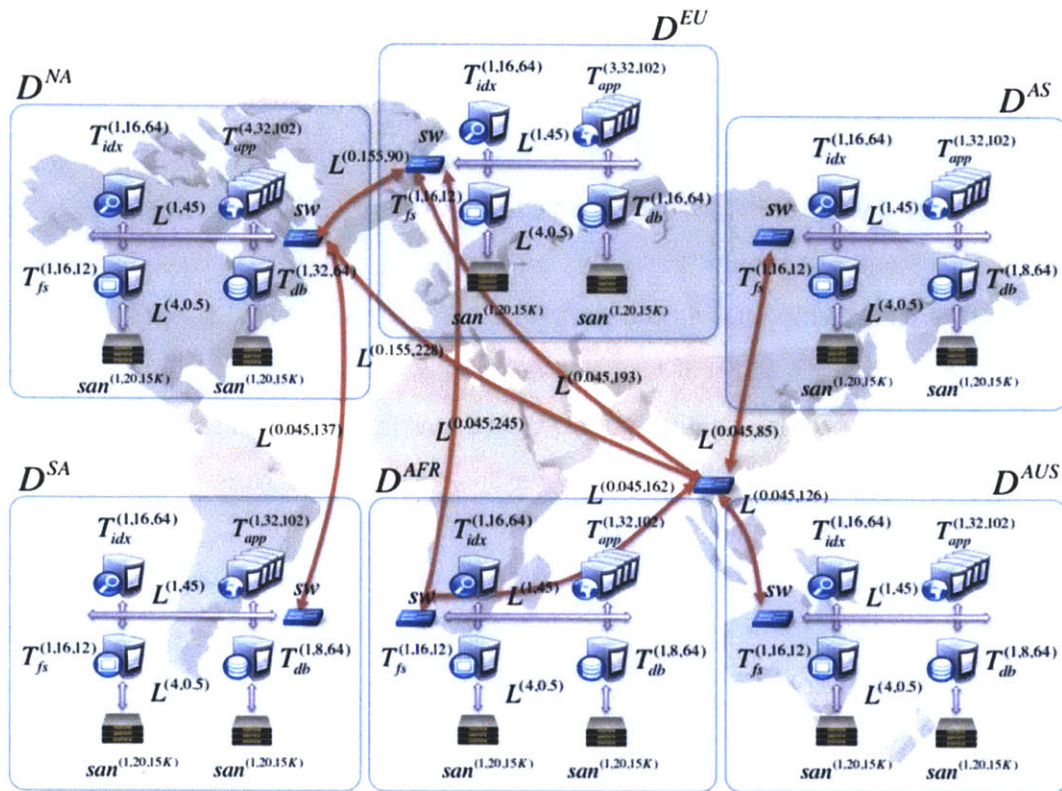 D^EU
D^NA
D^AS
T_idx^(1,16,64) T_app^(3,32,102)
T_idx^(1,16,64) T_app^(4,32,102)
L^(0.155,90) sw L^(1,45)
T_idx^(1,16,64) T_app^(1,32,102)
L^(1,45) sw
T_fs^(1,16,12) T_db^(1,16,64)
sw L^(1,45)
T_fs^(1,16,12) T_db^(1,32,64)
L^(4,0.5)
T_fs^(1,16,12) T_db^(1,8,64)
L^(4,0.5)
san^(1,20,15K) san^(1,20,15K)
L^(4,0.5)
san^(1,20,15K) san^(1,20,15K)
L^(0.155,228)
L^(0.045,193)
san^(1,20,15K) san^(1,20,15K)
L^(0.045,137)
L^(0.045,245)
L^(0.045,85)
D^SA
D^AFR
L^(0.045,162)
L^(0.045,126)
D^AUS
T_idx^(1,16,64) T_app^(1,32,102)
T_idx^(1,16,64) T_app^(1,32,102)
T_idx^(1,16,64) T_app^(1,32,102)
L^(1,45) sw
sw L^(1,45)
sw L^(1,45)
T_fs^(1,16,12) T_db^(1,8,64)
T_fs^(1,16,12) T_db^(1,8,64)
T_fs^(1,16,12) T_db^(1,8,64)
L^(4,0.5)
L^(4,0.5)
L^(4,0.5)
san^(1,20,15K) san^(1,20,15K)
san^(1,20,15K) san^(1,20,15K)
san^(1,20,15K) san^(1,20,15K)